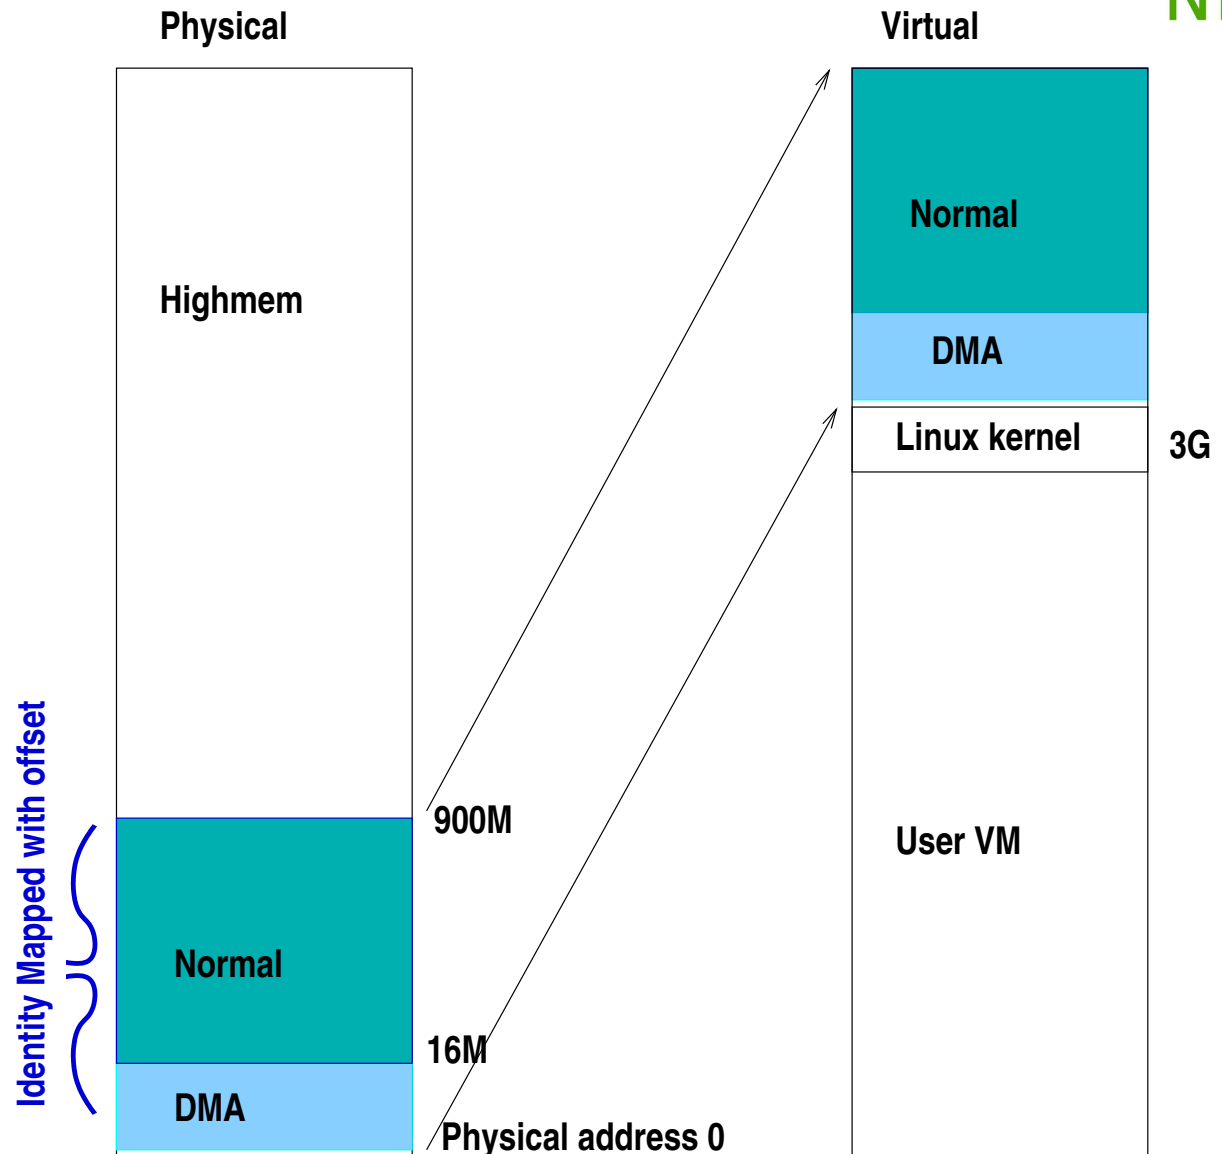 Physical
Virtual
Highmem
Normal
DMA
Linux kernel
3G
Identity Mapped with offset
900M
User VM
Normal
16M
DMA
Physical address 0